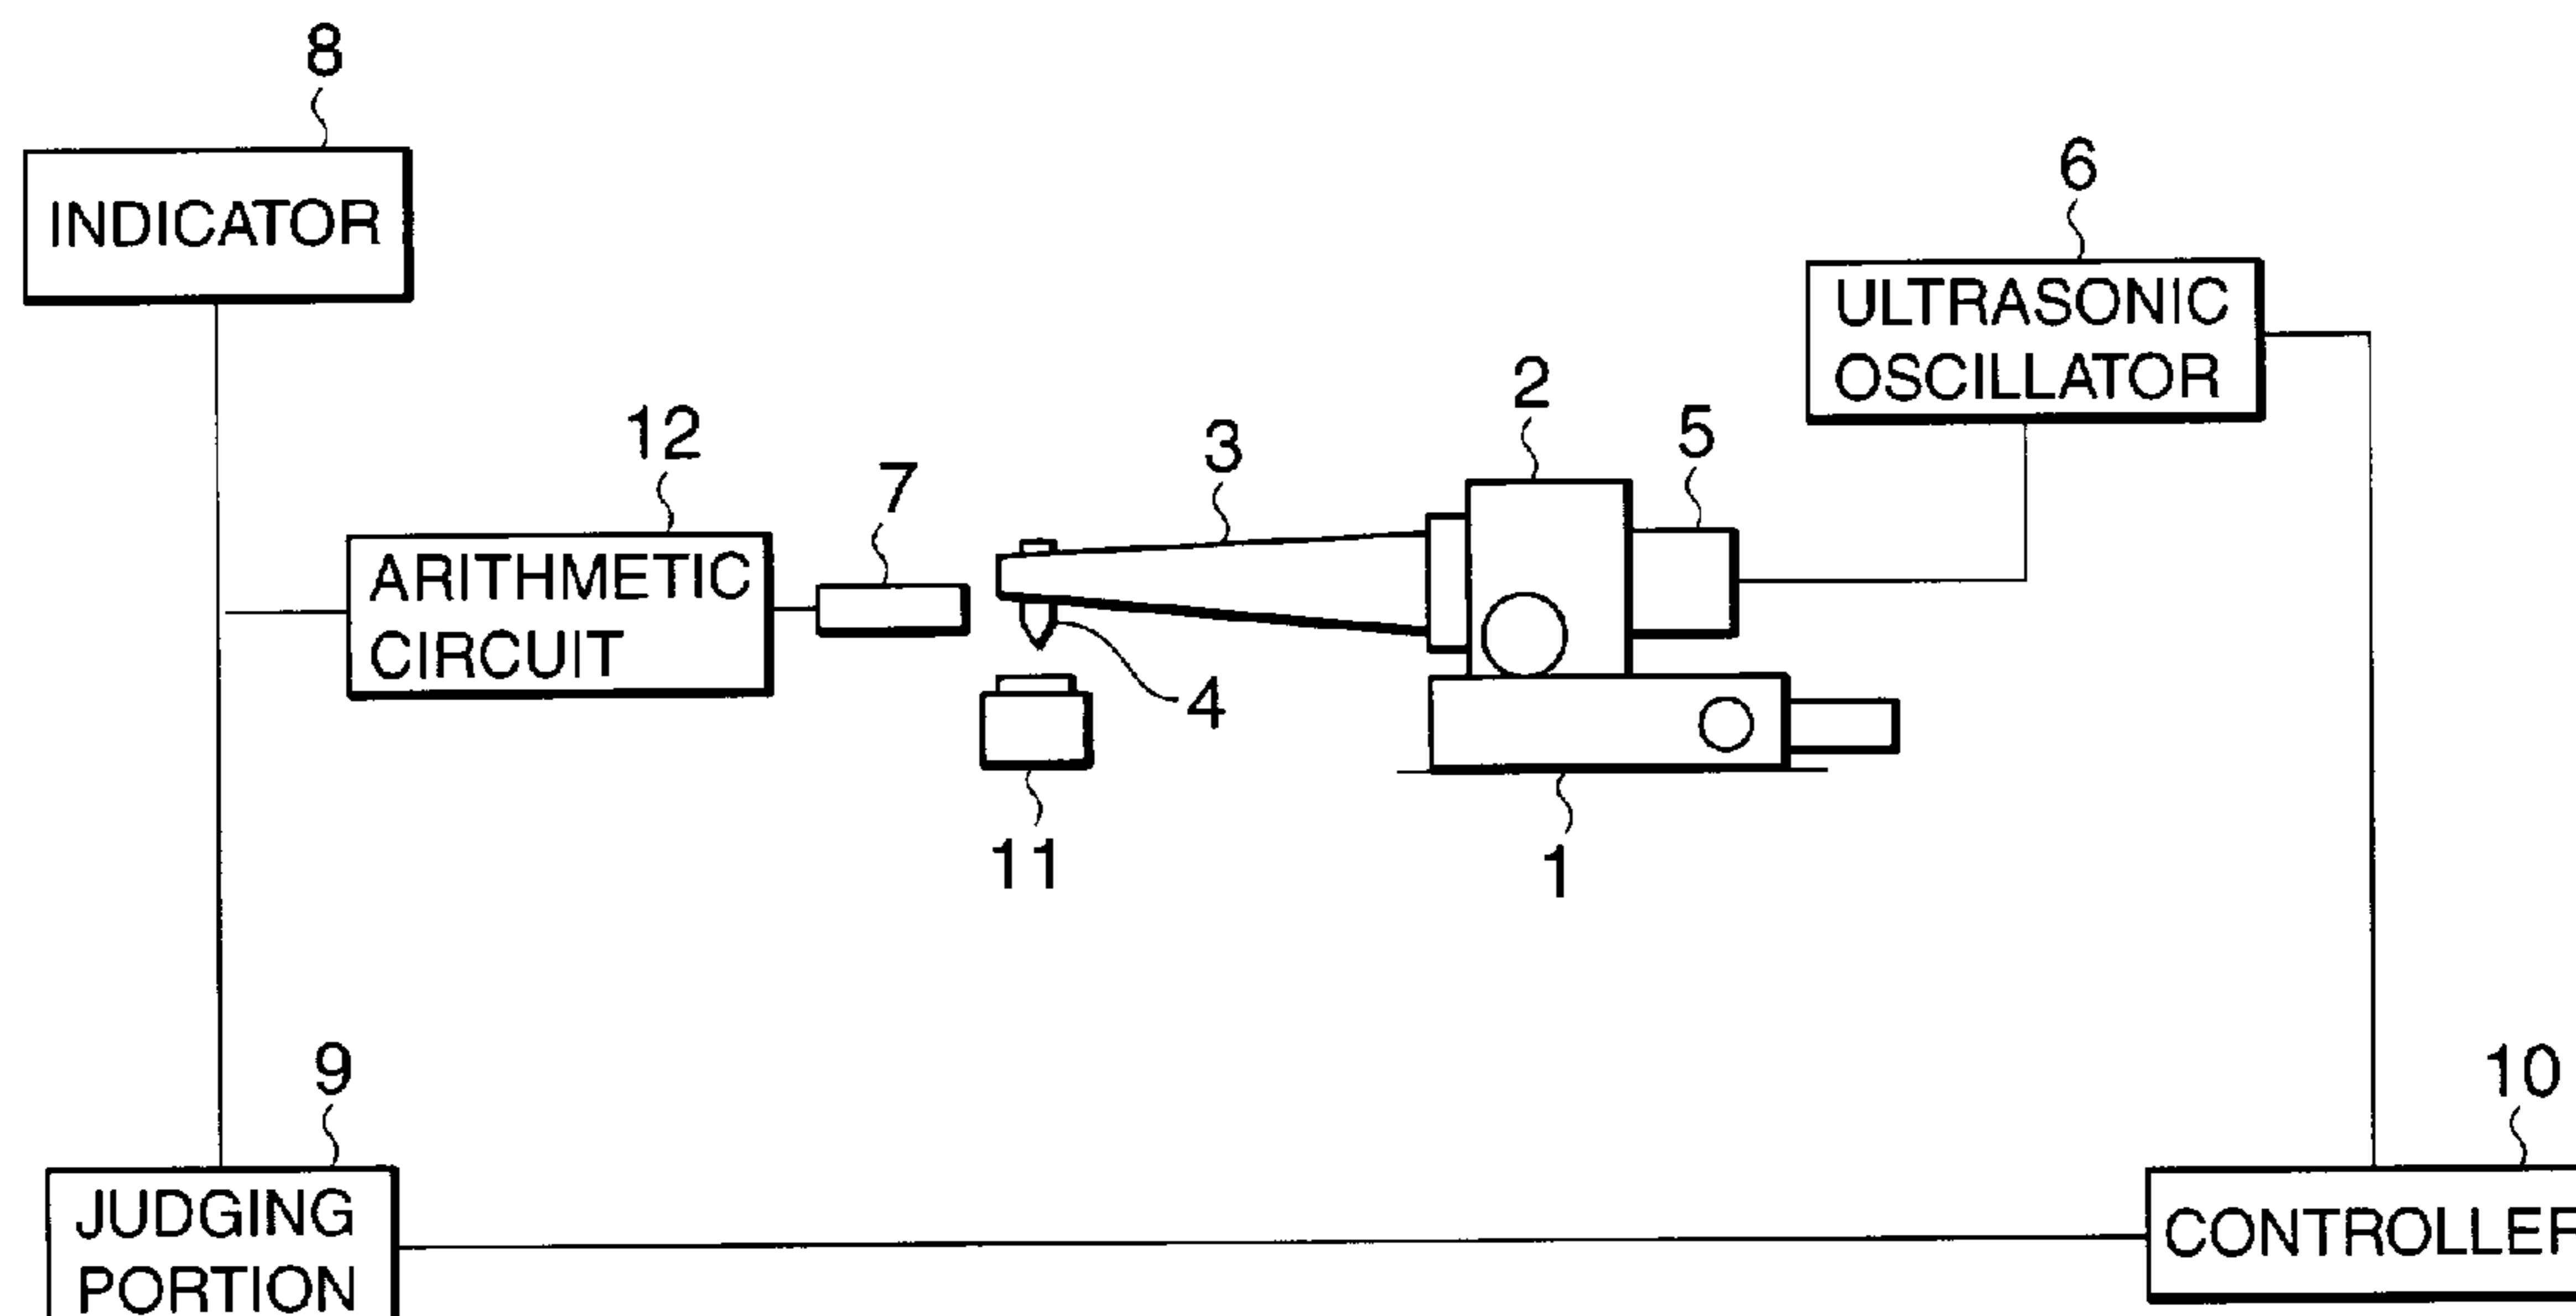 8
INDICATOR
6
ULTRASONIC
OSCILLATOR
2
5
3
12
7
ARITHMETIC
CIRCUIT
4
11
1
9
JUDGING
PORTION
10
CONTROLLER